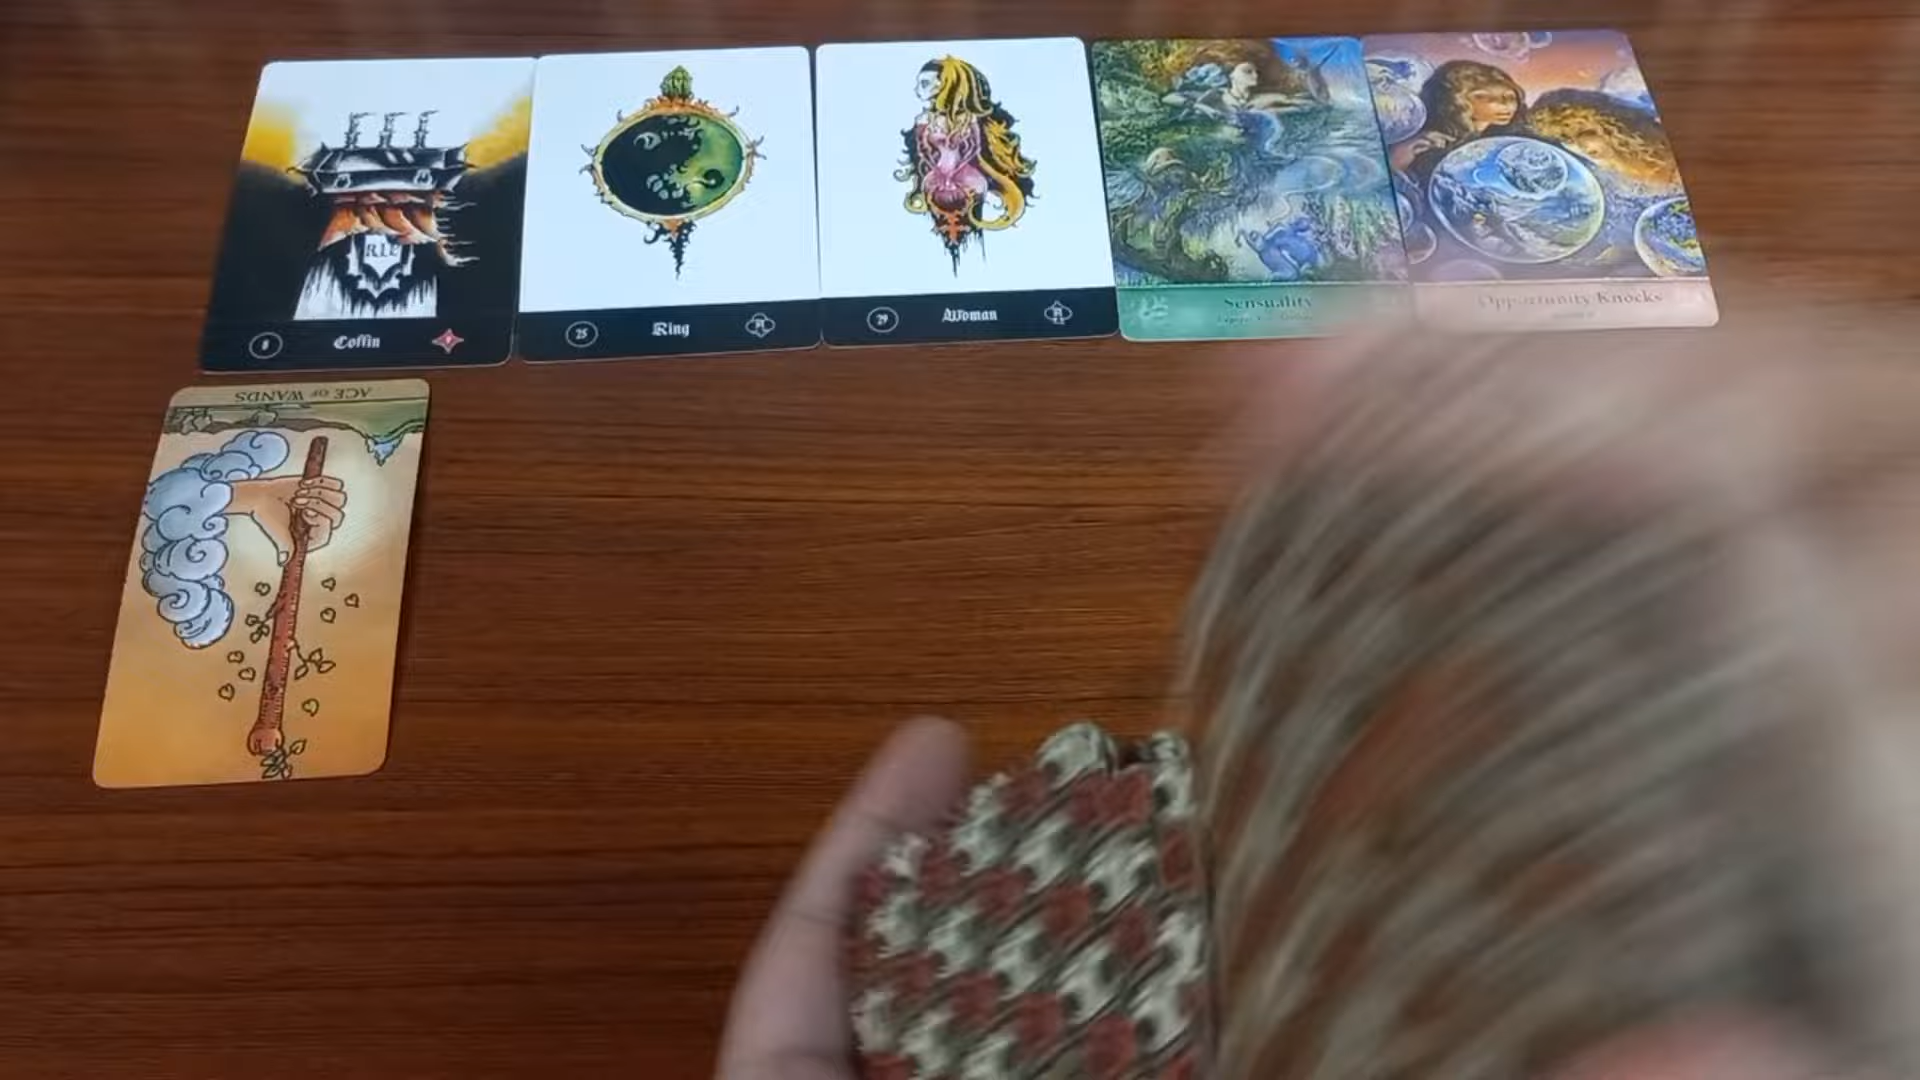 R.I.P
8 Coffin
25 Ring
29 Woman
Sensuality
Opportunity Knocks
ACE OF WANDS